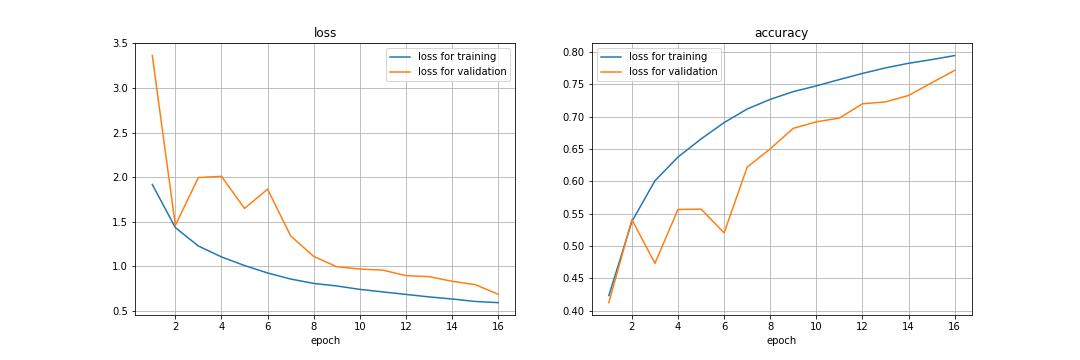 loss
3.5
3.0
2.5
2.0
1.5
1.0
0.5
loss for training
loss for validation
2 4 6 8 10 12 14 16
epoch
accuracy
0.80
0.75
0.70
0.65
0.60
0.55
0.50
0.45
0.40
loss for training
loss for validation
2 4 6 8 10 12 14 16
epoch